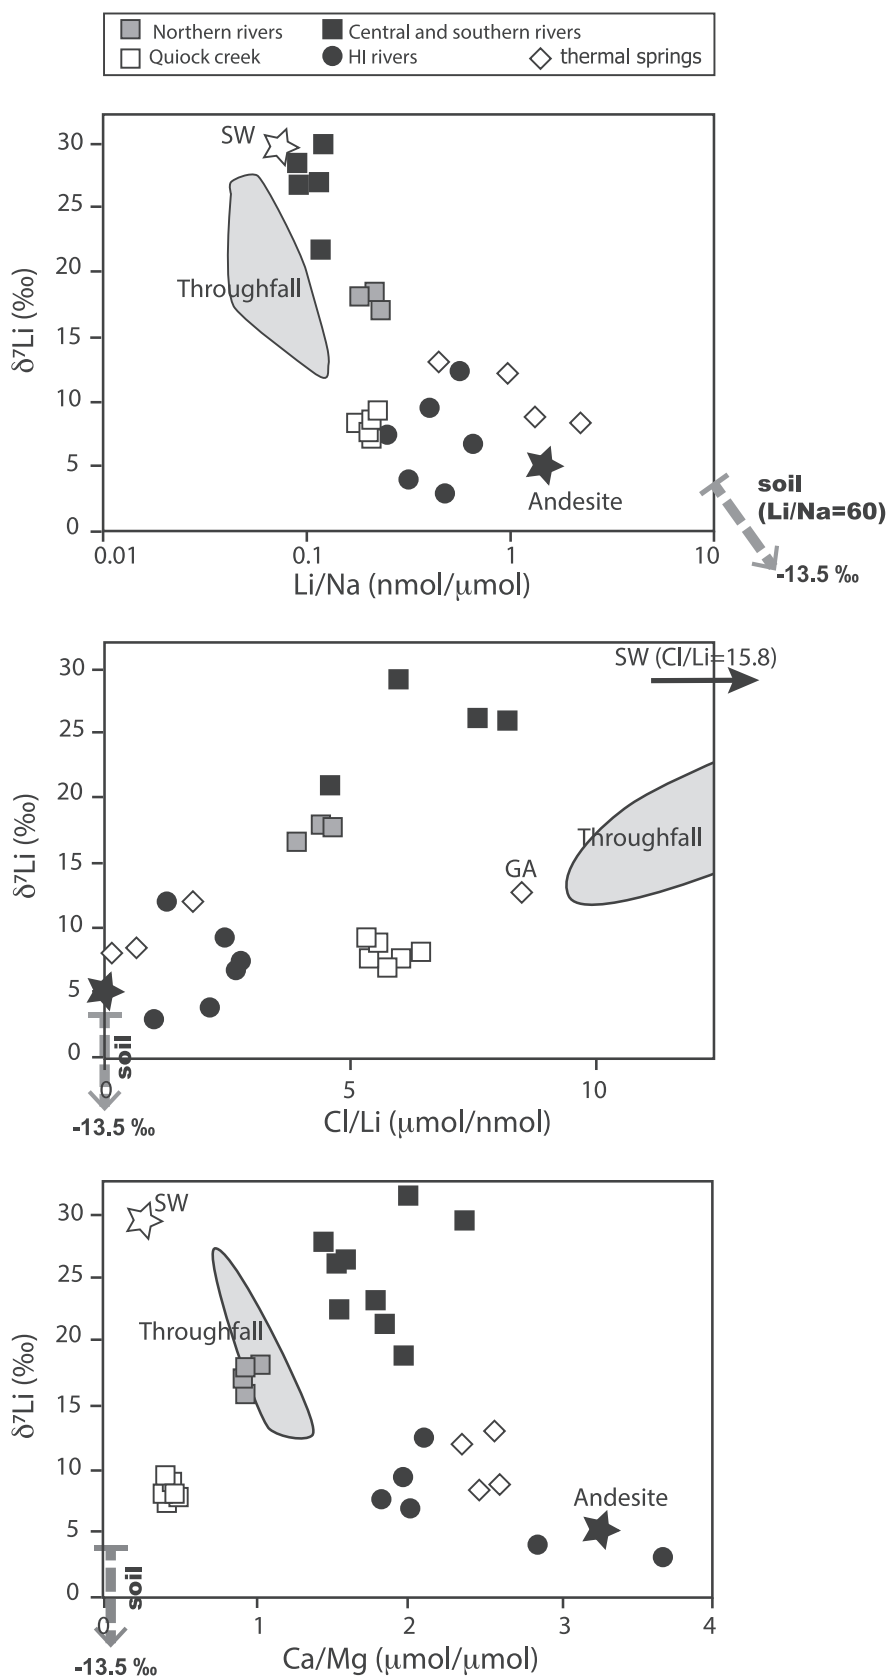 Northern rivers
Central and southern rivers
Quiock creek
HI rivers
thermal springs
δ⁷Li (‰)
30
25
20
15
10
5
0
SW
Throughfall
Andesite
soil
(Li/Na=60)
-13.5 ‰
0.01
0.1
1
10
Li/Na (nmol/μmol)
δ⁷Li (‰)
30
25
20
15
10
5
0
SW (Cl/Li=15.8)
Throughfall
GA
soil
-13.5 ‰
0
5
10
Cl/Li (μmol/nmol)
δ⁷Li (‰)
30
25
20
15
10
5
0
SW
Throughfall
Andesite
soil
-13.5 ‰
0
1
2
3
4
Ca/Mg (μmol/μmol)